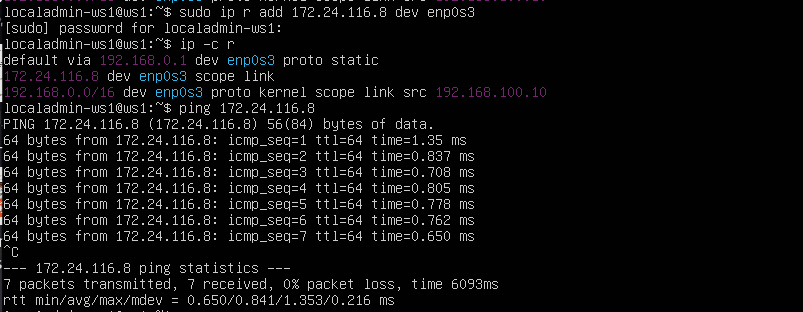 localadmin-ws1@ws1:~$ sudo ip r add 172.24.116.8 dev enp0s3
[sudo] password for localadmin-ws1:
localadmin-ws1@ws1:~$ ip -c r
default via 192.168.0.1 dev enp0s3 proto static
172.24.116.8 dev enp0s3 scope link
192.168.0.0/16 dev enp0s3 proto kernel scope link src 192.168.100.10
localadmin-ws1@ws1:~$ ping 172.24.116.8
PING 172.24.116.8 (172.24.116.8) 56(84) bytes of data.
64 bytes from 172.24.116.8: icmp_seq=1 ttl=64 time=1.35 ms
64 bytes from 172.24.116.8: icmp_seq=2 ttl=64 time=0.837 ms
64 bytes from 172.24.116.8: icmp_seq=3 ttl=64 time=0.708 ms
64 bytes from 172.24.116.8: icmp_seq=4 ttl=64 time=0.805 ms
64 bytes from 172.24.116.8: icmp_seq=5 ttl=64 time=0.778 ms
64 bytes from 172.24.116.8: icmp_seq=6 ttl=64 time=0.762 ms
64 bytes from 172.24.116.8: icmp_seq=7 ttl=64 time=0.650 ms
^C
--- 172.24.116.8 ping statistics ---
7 packets transmitted, 7 received, 0% packet loss, time 6093ms
rtt min/avg/max/mdev = 0.650/0.841/1.353/0.216 ms